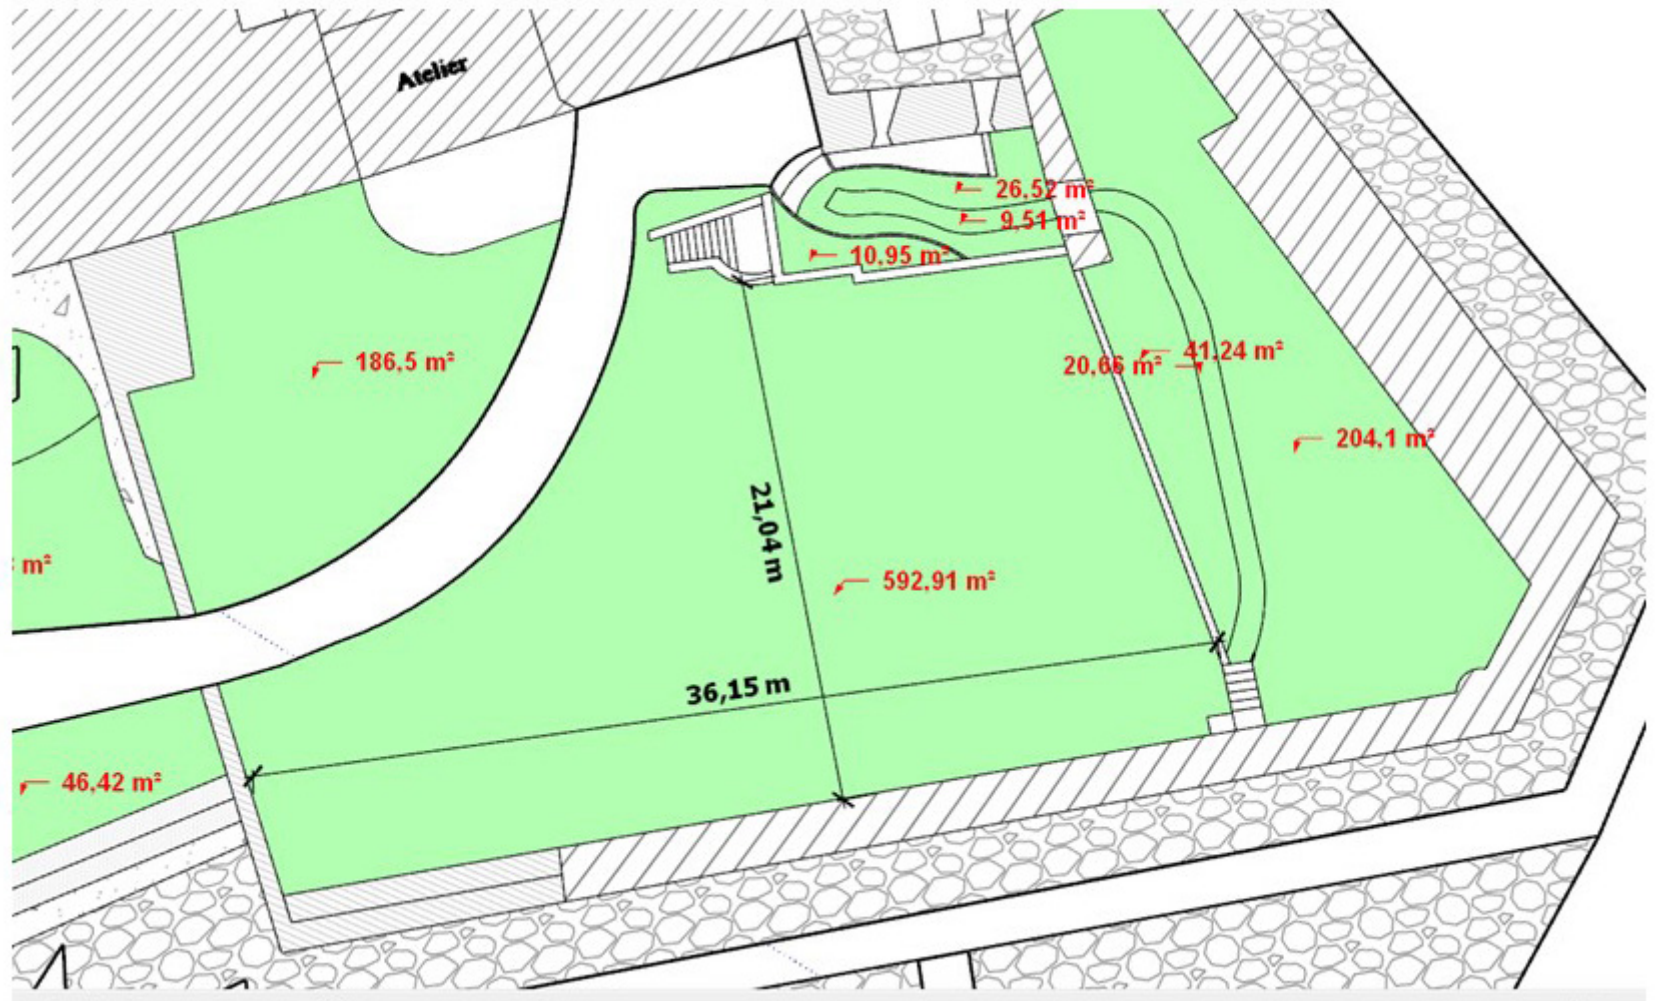 Atelier
26,52 m²
9,51 m²
10,95 m²
186,5 m²
41,24 m²
20,66 m²
204,1 m²
21,04 m
m²
592,91 m²
36,15 m
46,42 m²